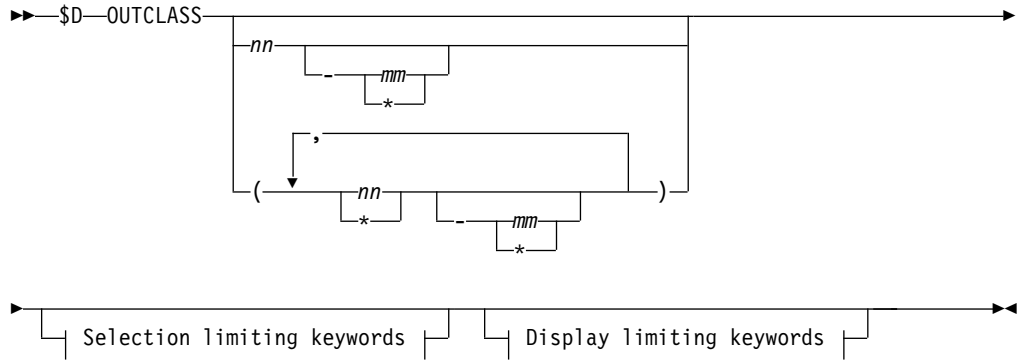 $D OUTCLASS
nn
- mm
*
,
( nn - mm )
* *
Selection limiting keywords Display limiting keywords